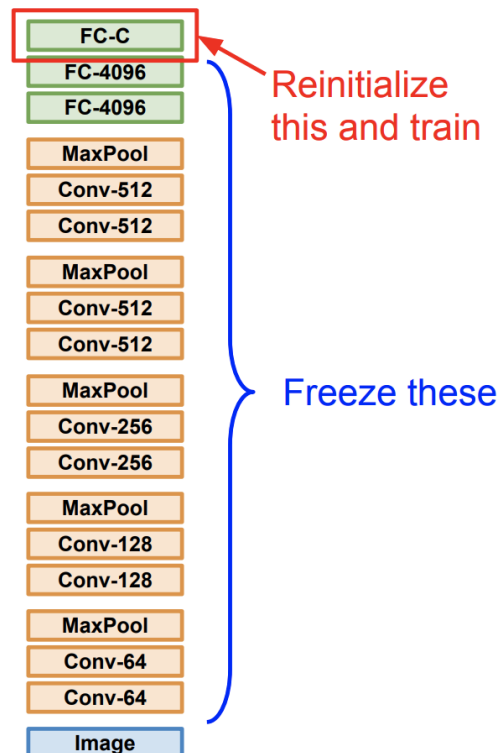 FC-C
FC-4096
FC-4096
Reinitialize
this and train
MaxPool
Conv-512
Conv-512
MaxPool
Conv-512
Conv-512
MaxPool
Conv-256
Conv-256
Freeze these
MaxPool
Conv-128
Conv-128
MaxPool
Conv-64
Conv-64
Image